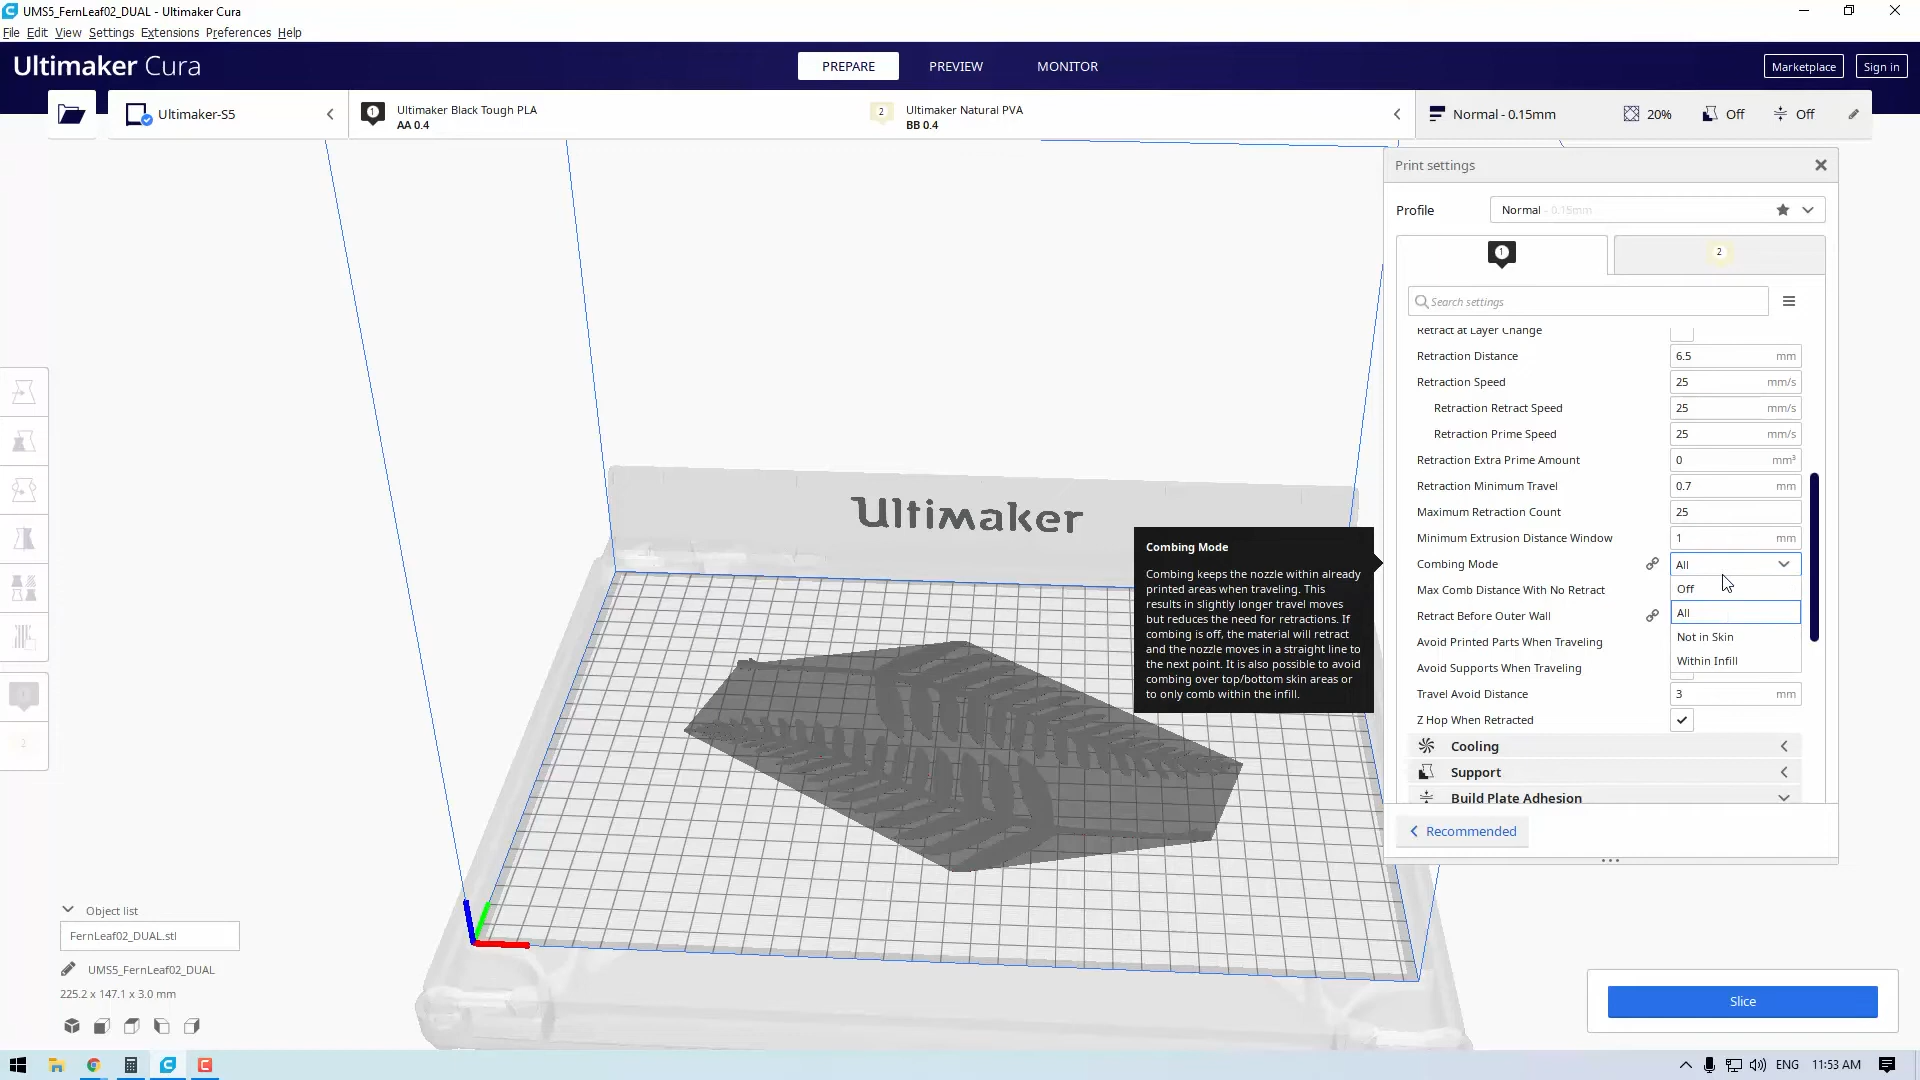 UMS5_FernLeaf02_DUAL - Ultimaker Cura
File Edit View Settings Extensions Preferences Help
Ultimaker Cura
PREPARE
PREVIEW
MONITOR
Marketplace
Sign in
Ultimaker-S5
1
Ultimaker Black Tough PLA
AA 0.4
2
Ultimaker Natural PVA
BB 0.4
Normal - 0.15mm
20%
Off
Off
Print settings
Profile
Normal - 0.15mm
1
2
Search settings
Retract at Layer Change
Retraction Distance 6.5 mm
Retraction Speed 25 mm/s
Retraction Retract Speed 25 mm/s
Retraction Prime Speed 25 mm/s
Retraction Extra Prime Amount 0 mm³
Retraction Minimum Travel 0.7 mm
Maximum Retraction Count 25
Minimum Extrusion Distance Window 1 mm
Combing Mode All
Max Comb Distance With No Retract
Retract Before Outer Wall
Avoid Printed Parts When Traveling
Avoid Supports When Traveling
Travel Avoid Distance 3 mm
Z Hop When Retracted
Off
All
Not in Skin
Within Infill
Cooling
Support
Build Plate Adhesion
Recommended
Combing Mode
Combing keeps the nozzle within already
printed areas when traveling. This
results in slightly longer travel moves
but reduces the need for retractions. If
combing is off, the material will retract
and the nozzle moves in a straight line to
the next point. It is also possible to avoid
combing over top/bottom skin areas or
to only comb within the infill.
Ultimaker
1
2
Object list
FernLeaf02_DUAL.stl
UMS5_FernLeaf02_DUAL
225.2 x 147.1 x 3.0 mm
Slice
ENG 11:53 AM